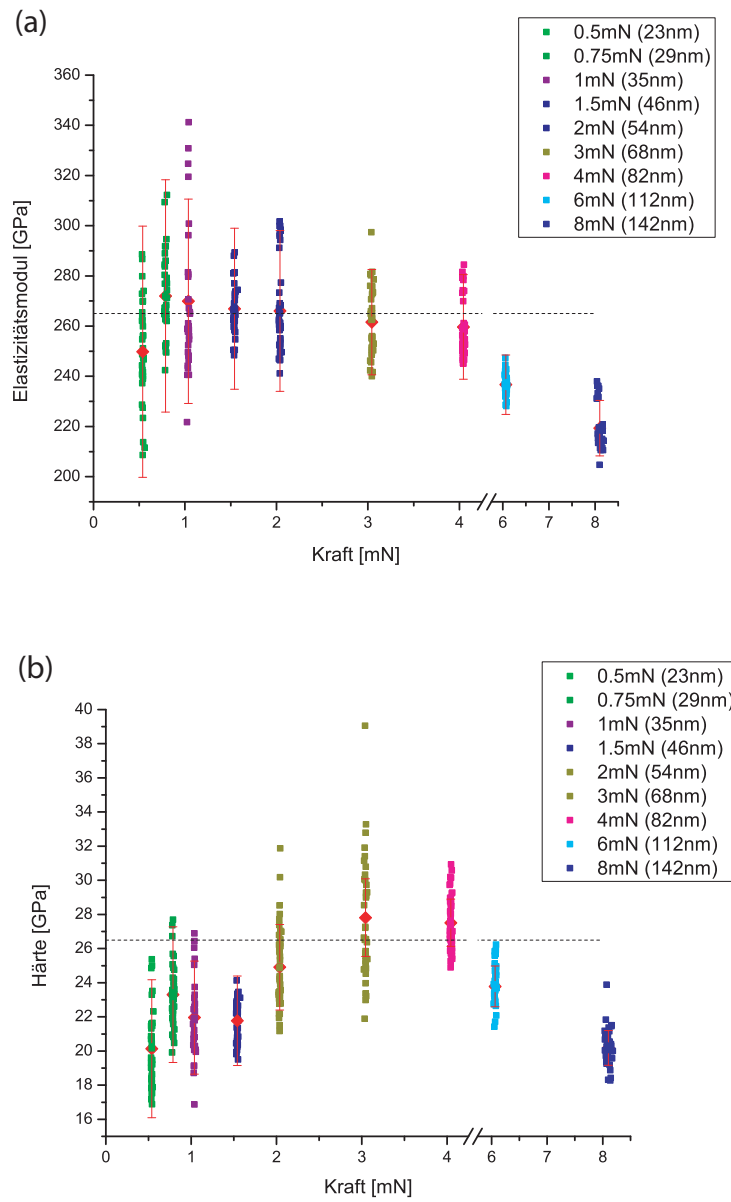 (a)
0.5mN (23nm)
0.75mN (29nm)
1mN (35nm)
1.5mN (46nm)
2mN (54nm)
3mN (68nm)
4mN (82nm)
6mN (112nm)
8mN (142nm)
360
340
320
300
280
260
240
220
200
Elastizitätsmodul [GPa]
0 1 2 3 4 6 7 8
Kraft [mN]
(b)
0.5mN (23nm)
0.75mN (29nm)
1mN (35nm)
1.5mN (46nm)
2mN (54nm)
3mN (68nm)
4mN (82nm)
6mN (112nm)
8mN (142nm)
40
38
36
34
32
30
28
26
24
22
20
18
16
Härte [GPa]
0 1 2 3 4 6 7 8
Kraft [mN]